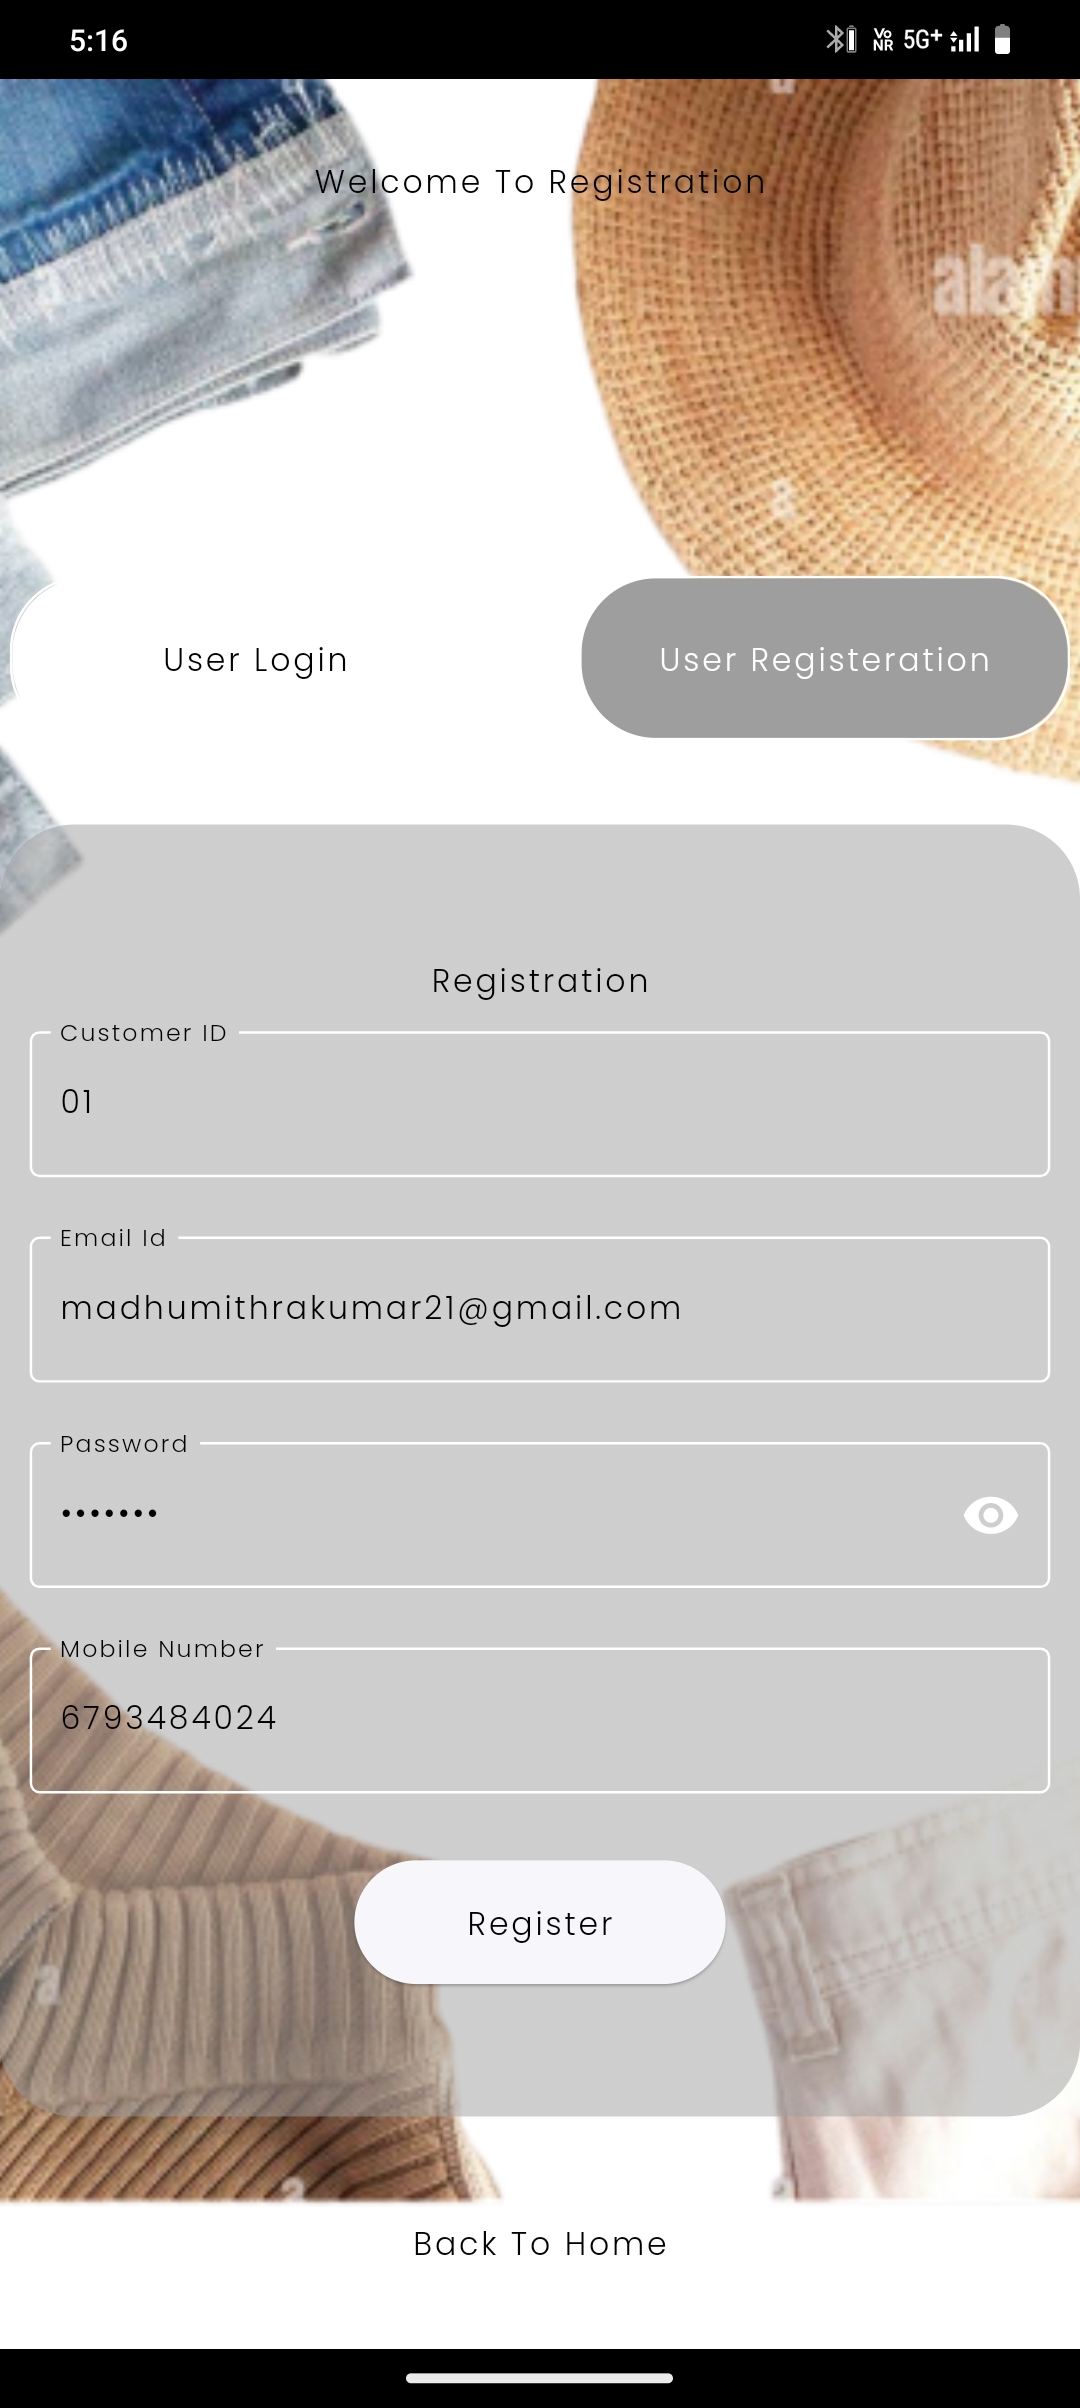 5:16
Vo
NR 5G+
Welcome To Registration
User Login
User Registeration
Registration
Customer ID
01
Email Id
madhumithrakumar21@gmail.com
Password
•••••••
Mobile Number
6793484024
Register
Back To Home